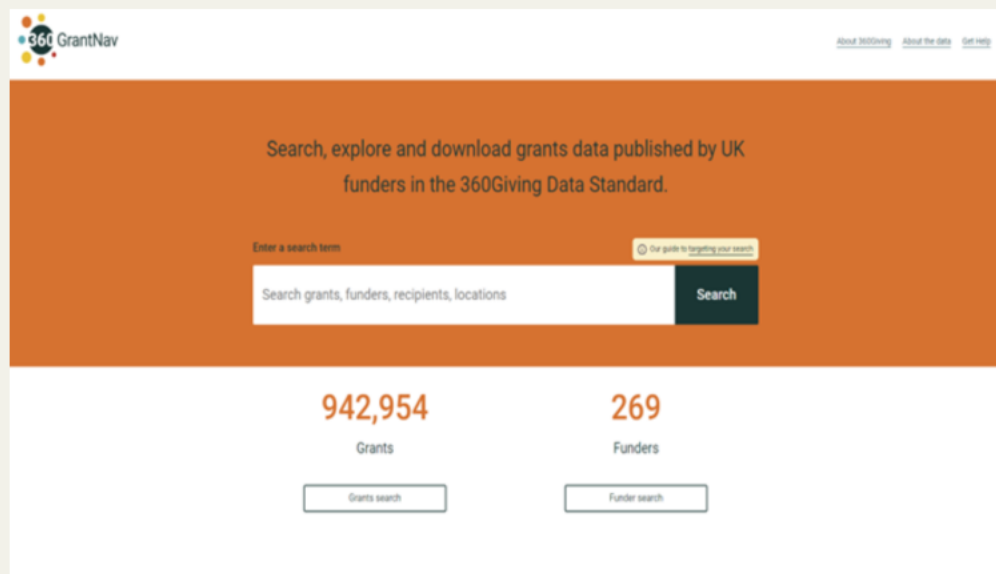 360 GrantNav
About 360Giving About the data Get Help
Search, explore and download grants data published by UK
funders in the 360Giving Data Standard.
Enter a search term
Our guide to targeting your search
Search grants, funders, recipients, locations
Search
942,954
269
Grants
Funders
Grants search
Funder search